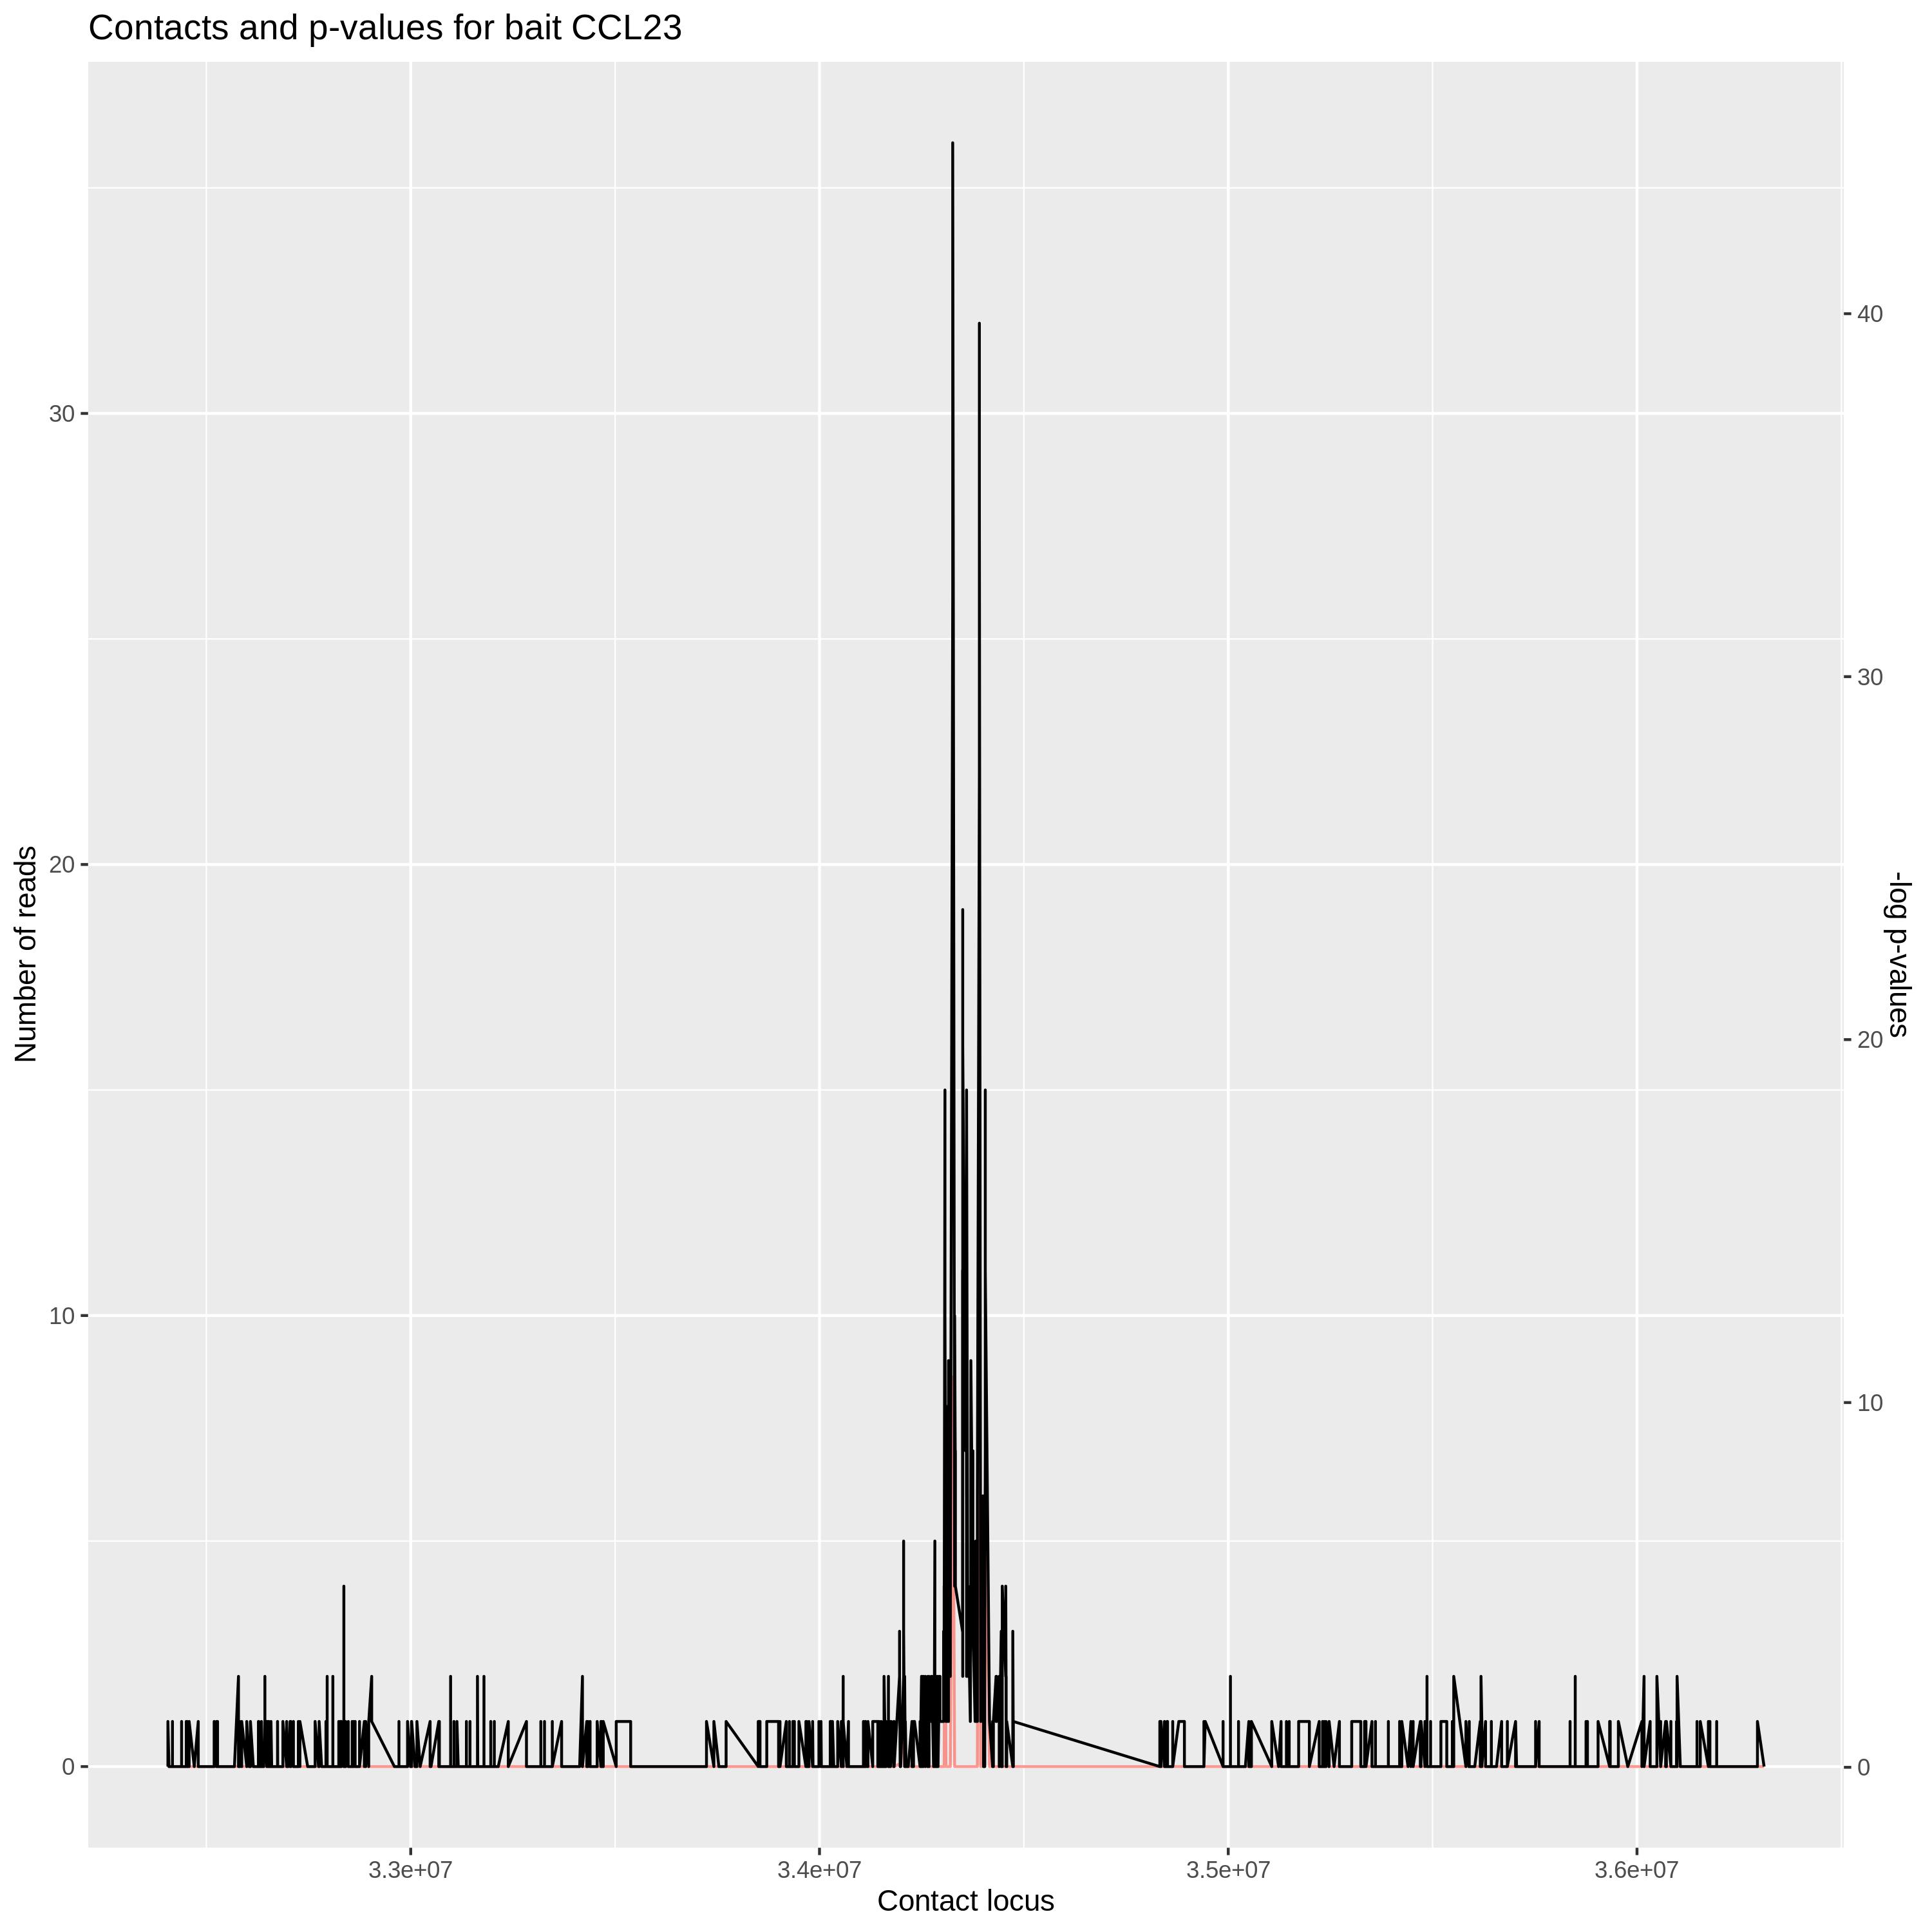 Contacts and p-values for bait CCL23
Number of reads
30
20
10
0
40
30
20
10
0
-log p-values
3.3e+07 3.4e+07 3.5e+07 3.6e+07
Contact locus